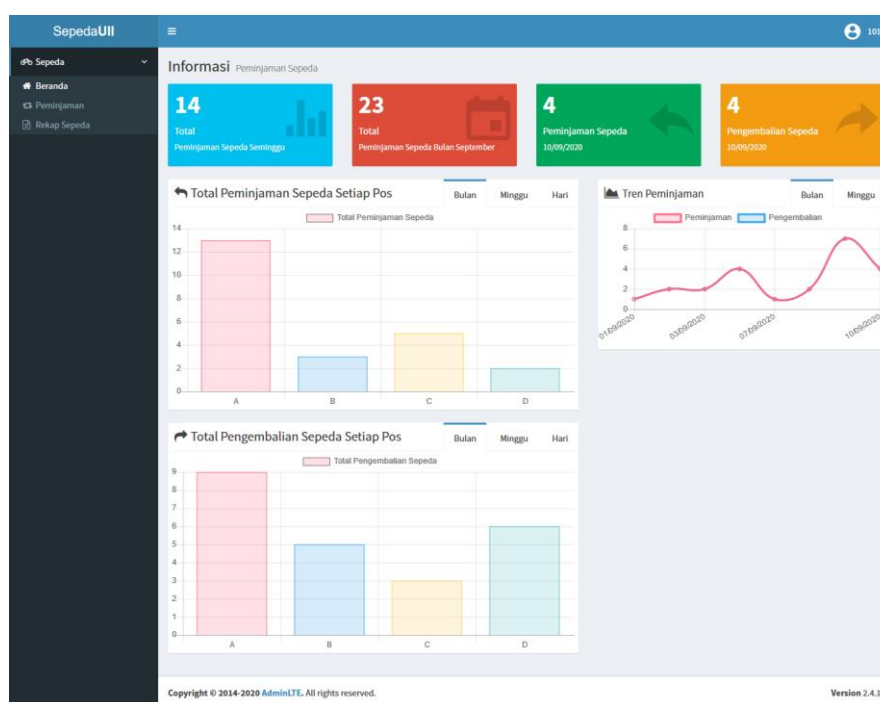 SepedaUII
101
Sepeda
Beranda
Peminjaman
Rekap Sepeda
Informasi Peminjaman Sepeda
14
Total
Peminjaman Sepeda Seminggu
23
Total
Peminjaman Sepeda Bulan September
4
Peminjaman Sepeda
10/09/2020
4
Pengembalian Sepeda
10/09/2020
Total Peminjaman Sepeda Setiap Pos
Bulan Minggu Hari
Total Peminjaman Sepeda
14
12
10
8
6
4
2
0
A B C D
Tren Peminjaman
Bulan Minggu
Peminjaman Pengembalian
8
6
4
2
0
01/09/2020 03/09/2020 07/09/2020 10/09/2020
Total Pengembalian Sepeda Setiap Pos
Bulan Minggu Hari
Total Pengembalian Sepeda
9
8
7
6
5
4
3
2
1
0
A B C D
Copyright © 2014-2020 AdminLTE. All rights reserved.
Version 2.4.1